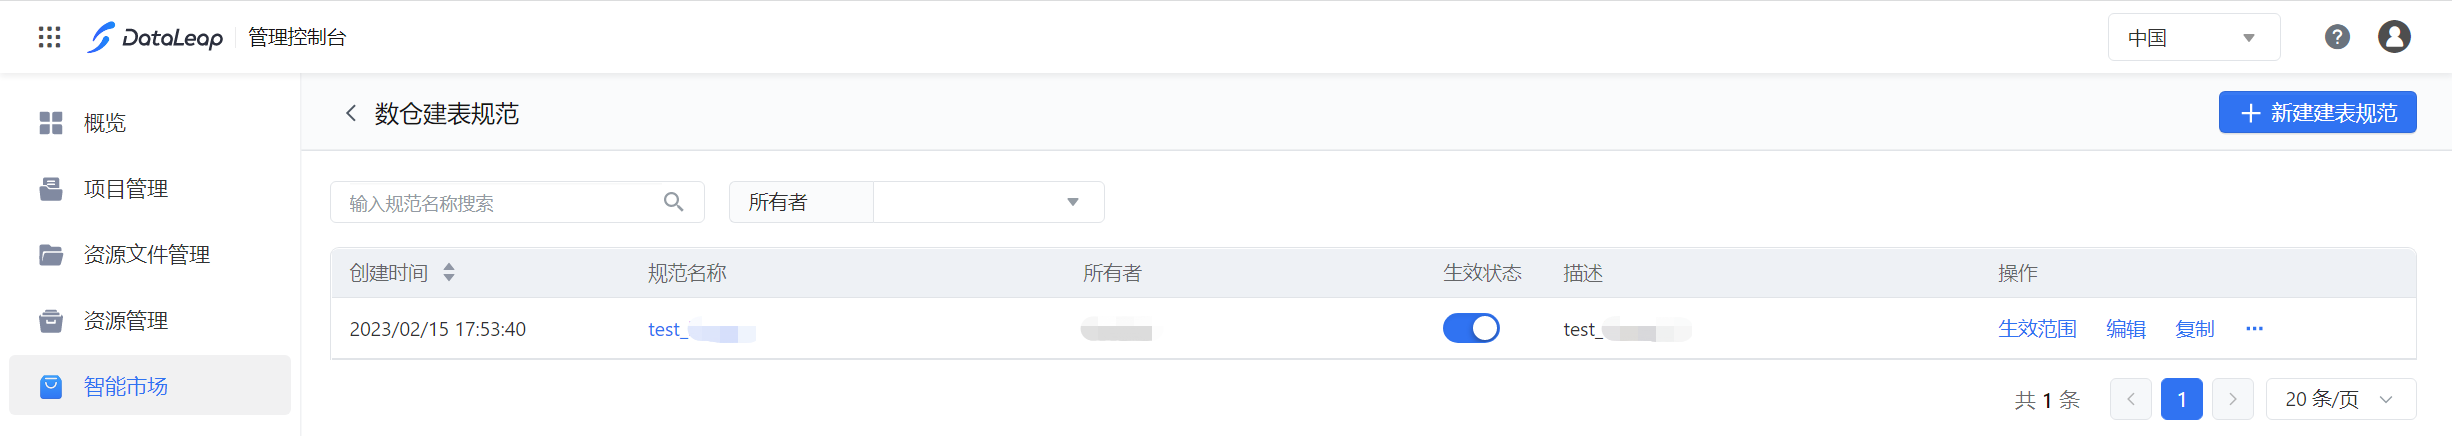 DataLeap 管理控制台 中国
概览
项目管理
资源文件管理
资源管理
智能市场
数仓建表规范 新建建表规范
输入规范名称搜索 所有者
创建时间 规范名称 所有者 生效状态 描述 操作
2023/02/15 17:53:40 test_ test_ 生效范围 编辑 复制 ···
共 1 条 1 20 条/页